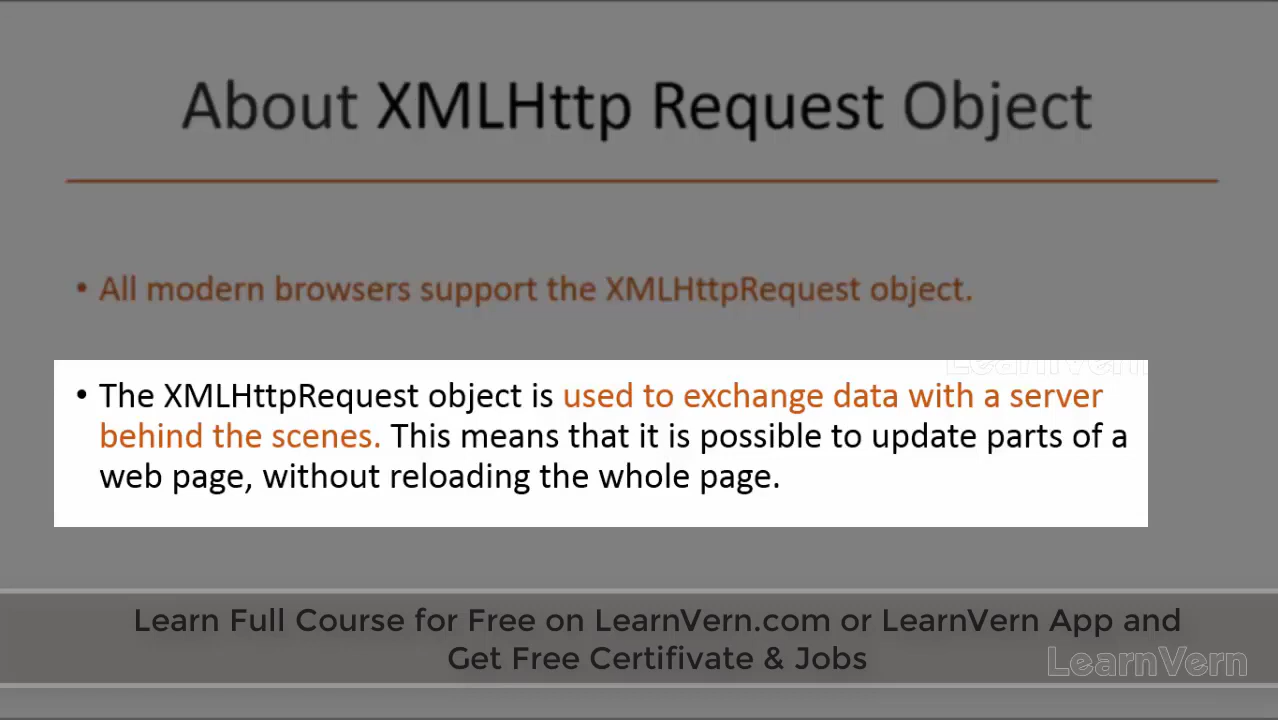 About XMLHttp Request Object
• All modern browsers support the XMLHttpRequest object.
LearnVern
• The XMLHttpRequest object is used to exchange data with a server
behind the scenes. This means that it is possible to update parts of a
web page, without reloading the whole page.
Learn Full Course for Free on LearnVern.com or LearnVern App and
Get Free Certifivate & Jobs
LearnVern